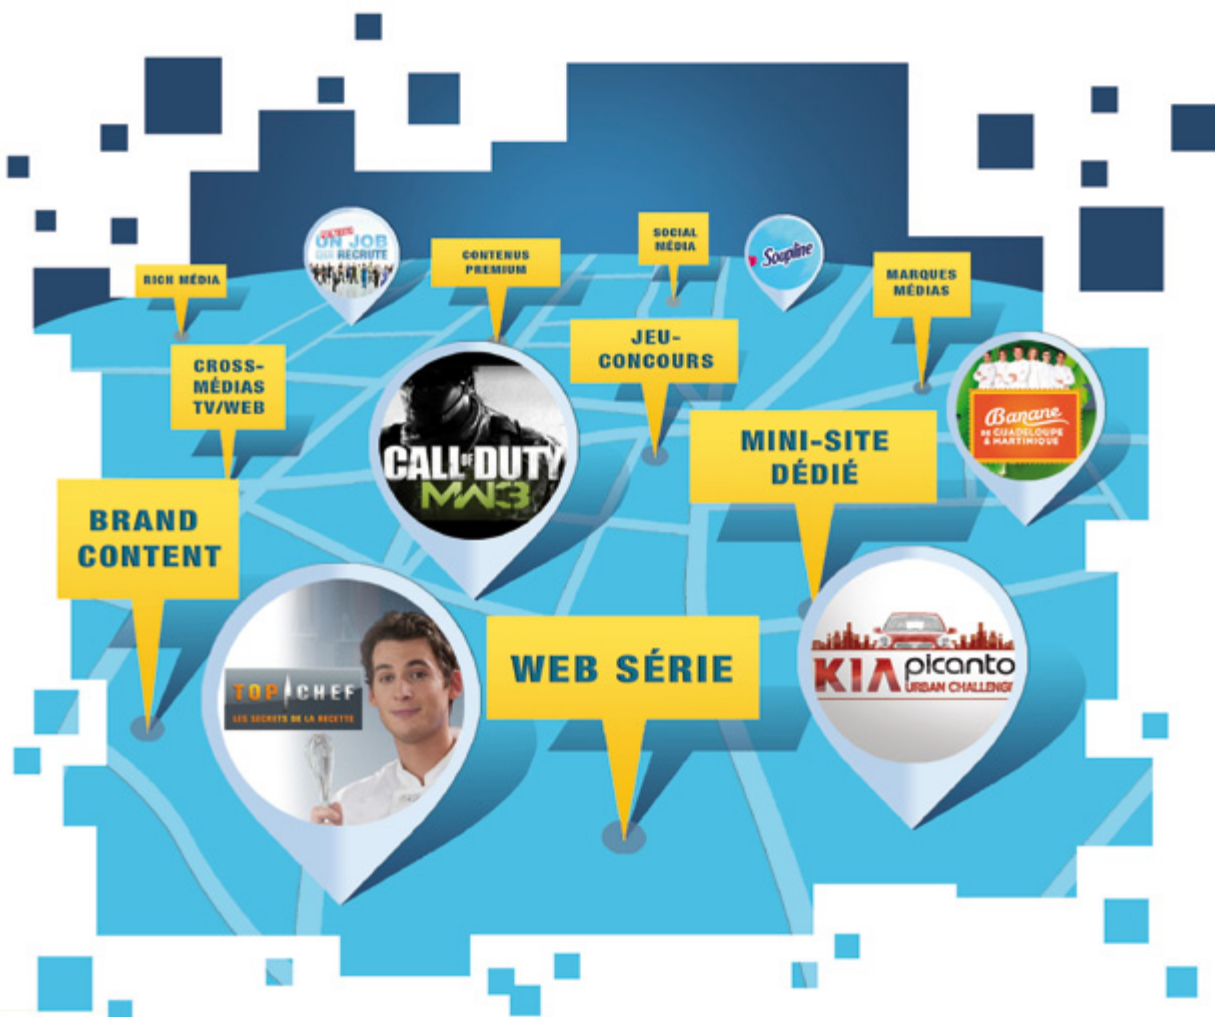 ON JOB
RECRUTE
SOCIAL
MÉDIA
Soupline
RICH MÉDIA
CONTENUS
PREMIUM
MARQUES
MÉDIAS
JEU-
CONCOURS
CROSS-
MÉDIAS
TV/WEB
Banane
DE GUADELOUPE
& MARTINIQUE
CALL OF DUTY
MW3
MINI-SITE
DÉDIÉ
BRAND
CONTENT
WEB SÉRIE
KIA picanto
URBAN CHALLENGE
TOP CHEF
LES SECRETS DE LA RECETTE